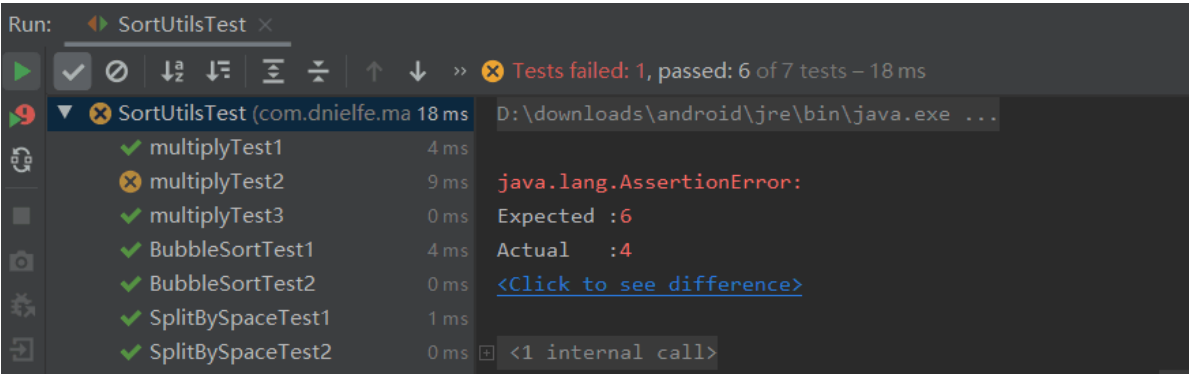 Run: SortUtilsTest
Tests failed: 1, passed: 6 of 7 tests – 18 ms
SortUtilsTest (com.dnielfe.ma 18 ms
D:\downloads\android\jre\bin\java.exe ...
multiplyTest1 4 ms
multiplyTest2 9 ms
java.lang.AssertionError:
multiplyTest3 0 ms
Expected :6
BubbleSortTest1 4 ms
Actual :4
BubbleSortTest2 0 ms
<Click to see difference>
SplitBySpaceTest1 1 ms
SplitBySpaceTest2 0 ms
<1 internal call>